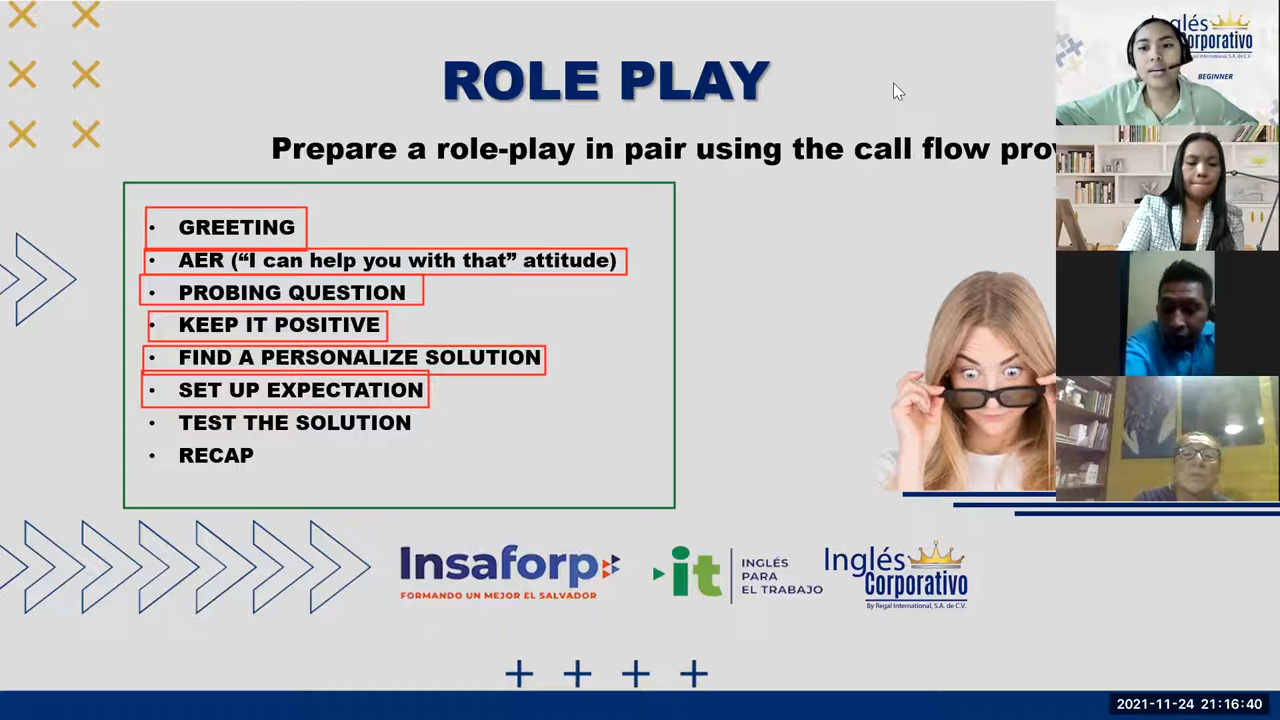 ROLE PLAY
Prepare a role-play in pair using the call flow
• GREETING
• AER (“I can help you with that” attitude)
• PROBING QUESTION
• KEEP IT POSITIVE
• FIND A PERSONALIZE SOLUTION
• SET UP EXPECTATION
• TEST THE SOLUTION
• RECAP
Insaforp
FORMANDO UN MEJOR EL SALVADOR
it
INGLÉS
PARA
EL TRABAJO
Inglés
Corporativo
By Regal International, S.A. de C.V.
BEGINNER
2021-11-24 21:16:40